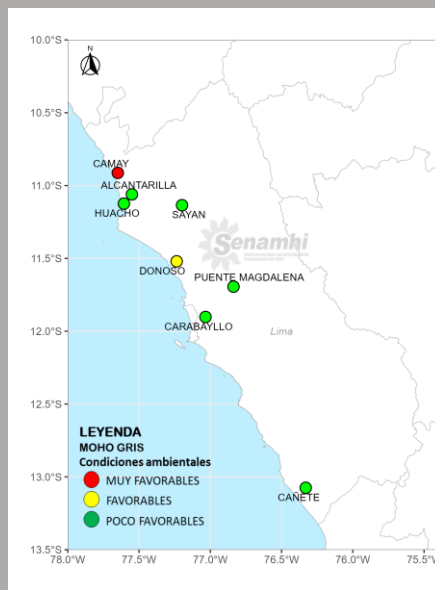 10.0°S
N
10.5°S
CAMAY
11.0°S
ALCANTARILLA
HUACHO
SAYAN
11.5°S
Senamhi
DONOSO
PUENTE MAGDALENA
12.0°S
CARABAYLLO
Lima
12.5°S
LEYENDA
MOHO GRIS
Condiciones ambientales
13.0°S
MUY FAVORABLES
CAÑETE
FAVORABLES
POCO FAVORABLES
13.5°S
78.0°W 77.5°W 77.0°W 76.5°W 76.0°W 75.5°W